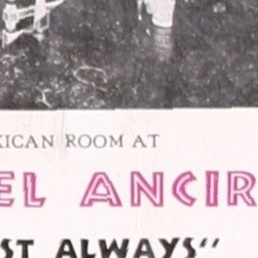 XICAN ROOM AT
EL ANCIR
ST ALWAYS"